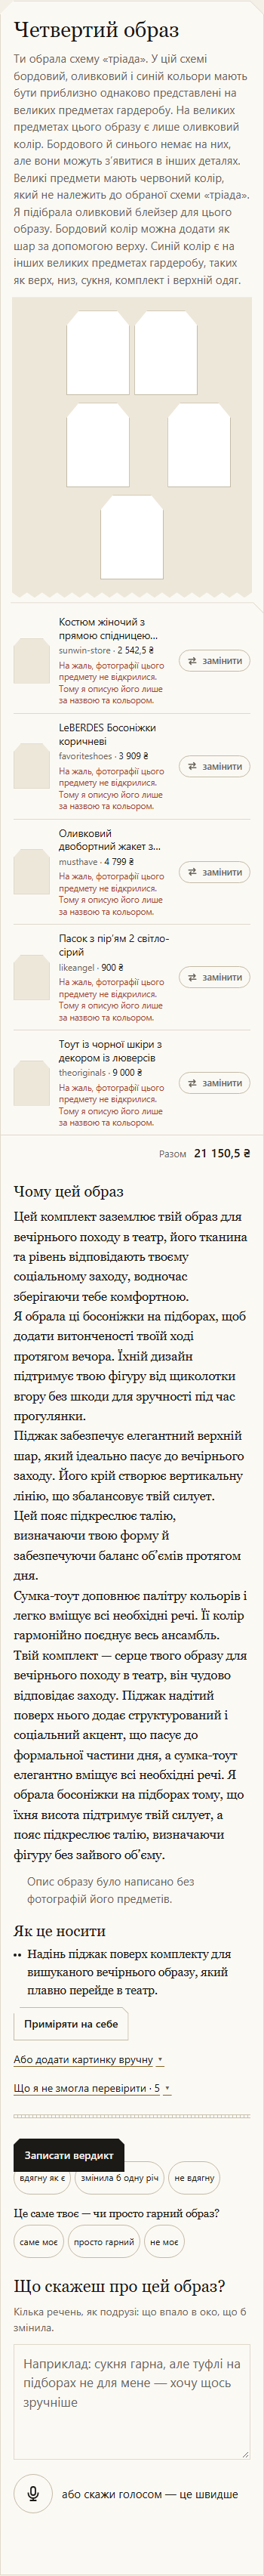 Четвертий образ
Ти обрала схему «тріада». У цій схемі
бордовий, оливковий і синій кольори мають
бути приблизно однаково представлені на
великих предметах гардеробу. На великих
предметах цього образу є лише оливковий
колір. Бордового й синього немає на них,
але вони можуть з’явитися в інших деталях.
Великі предмети мають червоний колір,
який не належить до обраної схеми «тріада».
Я підібрала оливковий блейзер для цього
образу. Бордовий колір можна додати як
шар за допомогою верху. Синій колір є на
інших великих предметах гардеробу, таких
як верх, низ, сукня, комплект і верхній одяг.
Костюм жіночий з
прямою спідницею...
sunwin-store · 2 542,5 ₴
На жаль, фотографії цього
предмету не відкрилися.
Тому я описую його лише
за назвою та кольором.
замінити
LeBERDES Босоніжки
коричневі
favoriteshoes · 3 909 ₴
На жаль, фотографії цього
предмету не відкрилися.
Тому я описую його лише
за назвою та кольором.
замінити
Оливковий
двобортний жакет з...
musthave · 4 799 ₴
На жаль, фотографії цього
предмету не відкрилися.
Тому я описую його лише
за назвою та кольором.
замінити
Пасок з пір'ям 2 світло-
сірий
likeangel · 900 ₴
На жаль, фотографії цього
предмету не відкрилися.
Тому я описую його лише
за назвою та кольором.
замінити
Тоут із чорної шкіри з
декором із люверсів
theoriginals · 9 000 ₴
На жаль, фотографії цього
предмету не відкрилися.
Тому я описую його лише
за назвою та кольором.
замінити
Разом 21 150,5 ₴
Чому цей образ
Цей комплект заземлює твій образ для
вечірнього походу в театр, його тканина
та рівень відповідають твоєму
соціальному заходу, водночас
зберігаючи тебе комфортною.
Я обрала ці босоніжки на підборах, щоб
додати витонченості твоїй ході
протягом вечора. Їхній дизайн
підтримує твою фігуру від щиколотки
вгору без шкоди для зручності під час
прогулянки.
Піджак забезпечує елегантний верхній
шар, який ідеально пасує до вечірнього
заходу. Його крій створює вертикальну
лінію, що збалансовує твій силует.
Цей пояс підкреслює талію,
визначаючи твою форму й
забезпечуючи баланс об’ємів протягом
дня.
Сумка-тоут доповнює палітру кольорів і
легко вміщує всі необхідні речі. Її колір
гармонійно поєднує весь ансамбль.
Твій комплект — серце твого образу для
вечірнього походу в театр, він чудово
відповідає заходу. Піджак надітий
поверх нього додає структурований і
соціальний акцент, що пасує до
формальної частини дня, а сумка-тоут
елегантно вміщує всі необхідні речі. Я
обрала босоніжки на підборах тому, що
їхня висота підтримує твій силует, а
пояс підкреслює талію, визначаючи
фігуру без зайвого об’єму.
Опис образу було написано без
фотографій його предметів.
Як це носити
Надінь піджак поверх комплекту для
вишуканого вечірнього образу, який
плавно перейде в театр.
Приміряти на себе
Або додати картинку вручну
Що я не змогла перевірити · 5
Записати вердикт
вдягну як є
змінила б одну річ
не вдягну
Це саме твоє — чи просто гарний образ?
саме моє
просто гарний
не моє
Що скажеш про цей образ?
Кілька речень, як подрузі: що впало в око, що б
змінила.
Наприклад: сукня гарна, але туфлі на
підборах не для мене — хочу щось
зручніше
або скажи голосом — це швидше